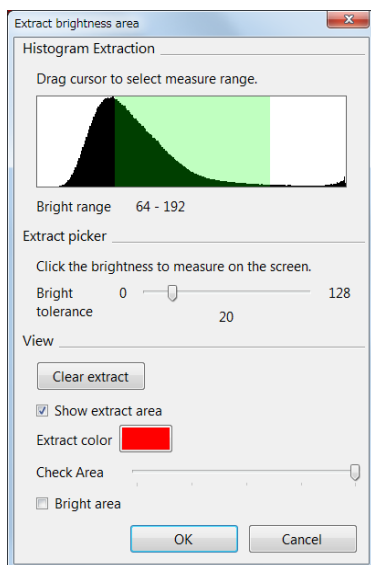 Extract brightness area
Histogram Extraction
Drag cursor to select measure range.
Bright range 64 - 192
Extract picker
Click the brightness to measure on the screen.
Bright tolerance 0 128
20
View
Clear extract
Show extract area
Extract color
Check Area
Bright area
OK Cancel